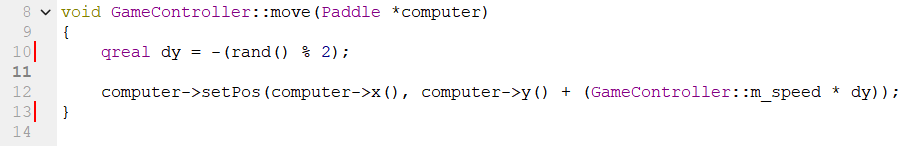 8 void GameController::move(Paddle *computer)
9 {
10 qreal dy = -(rand() % 2);
11
12 computer->setPos(computer->x(), computer->y() + (GameController::m_speed * dy));
13 }
14